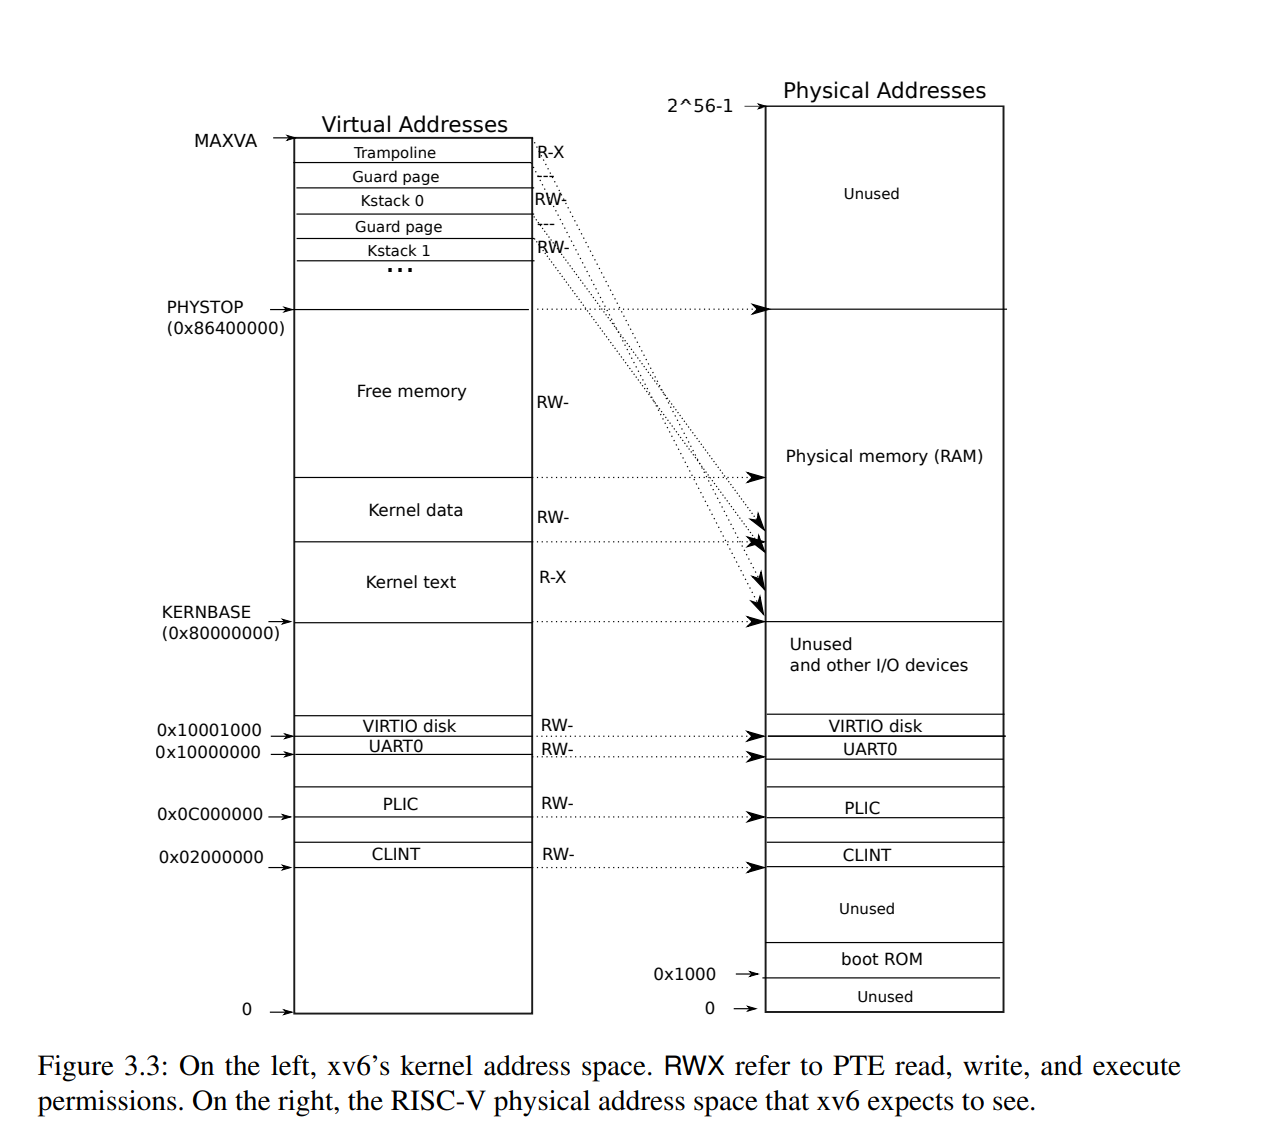 Physical Addresses
2^56-1
Virtual Addresses
MAXVA
Trampoline
R-X
Guard page
---
Unused
Kstack 0
RW-
Guard page
---
Kstack 1
RW-
...
PHYSTOP
(0x86400000)
Free memory
RW-
Physical memory (RAM)
Kernel data
RW-
Kernel text
R-X
KERNBASE
(0x80000000)
Unused
and other I/O devices
0x10001000
VIRTIO disk
RW-
VIRTIO disk
0x10000000
UART0
RW-
UART0
0x0C000000
PLIC
RW-
PLIC
0x02000000
CLINT
RW-
CLINT
Unused
boot ROM
0x1000
Unused
0
0
Figure 3.3: On the left, xv6's kernel address space. RWX refer to PTE read, write, and execute
permissions. On the right, the RISC-V physical address space that xv6 expects to see.